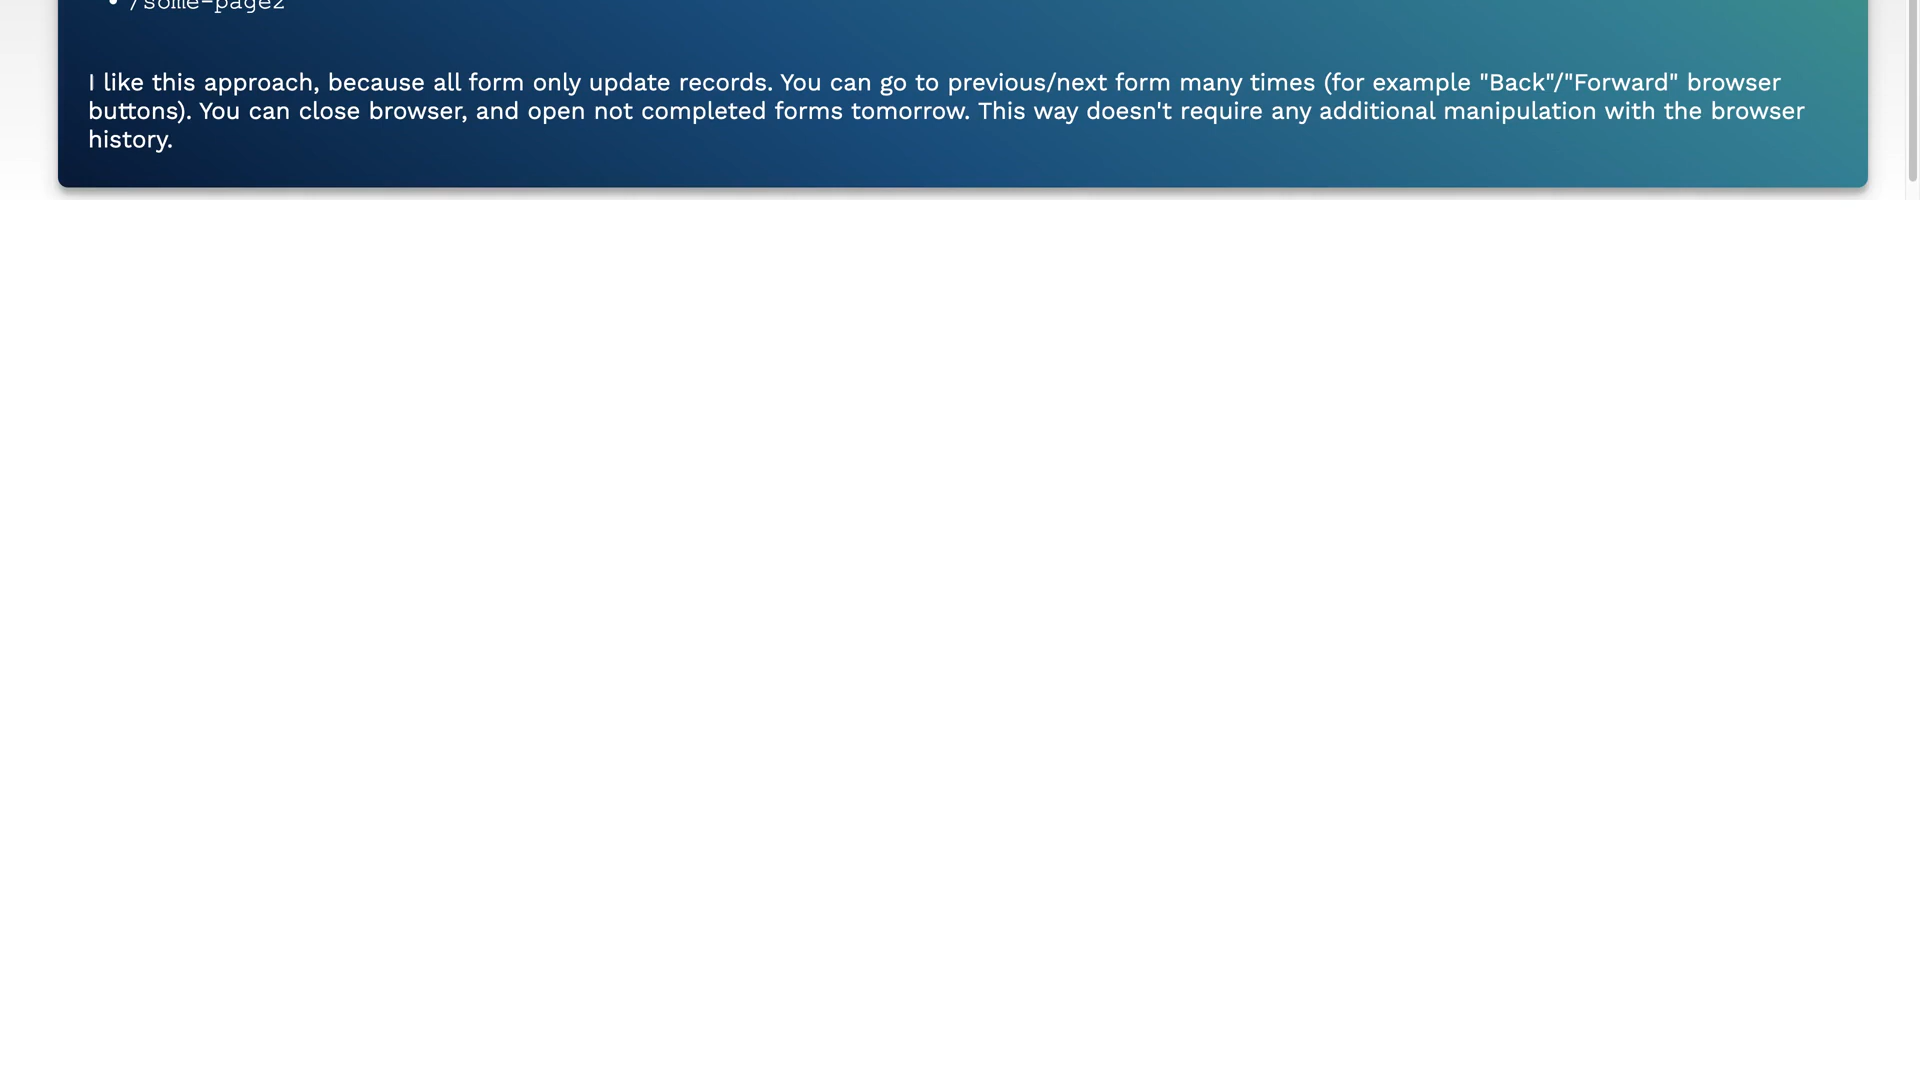 • /some-page2
I like this approach, because all form only update records. You can go to previous/next form many times (for example "Back"/"Forward" browser
buttons). You can close browser, and open not completed forms tomorrow. This way doesn't require any additional manipulation with the browser
history.